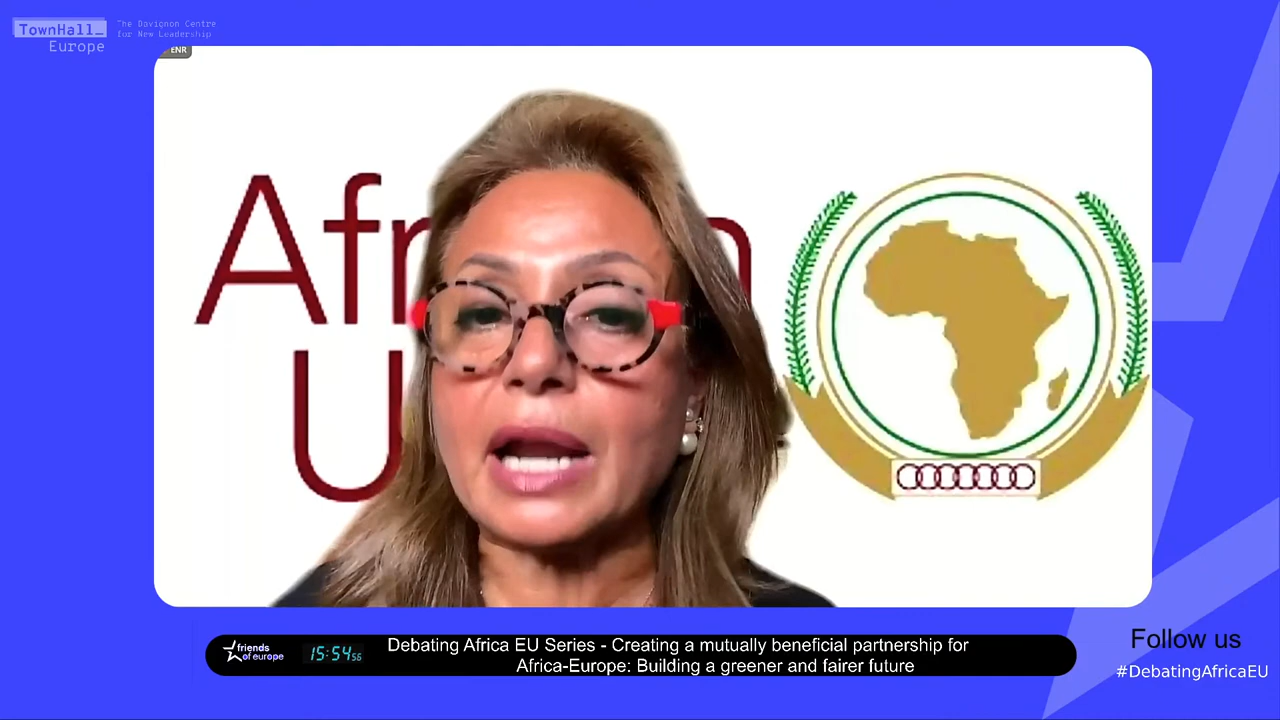 TownHall_
Europe
The Davignon Centre
for New Leadership
ENR
Afr n
U
friends
of europe
15:54 56
Debating Africa EU Series - Creating a mutually beneficial partnership for
Africa-Europe: Building a greener and fairer future
Follow us
#DebatingAfricaEU